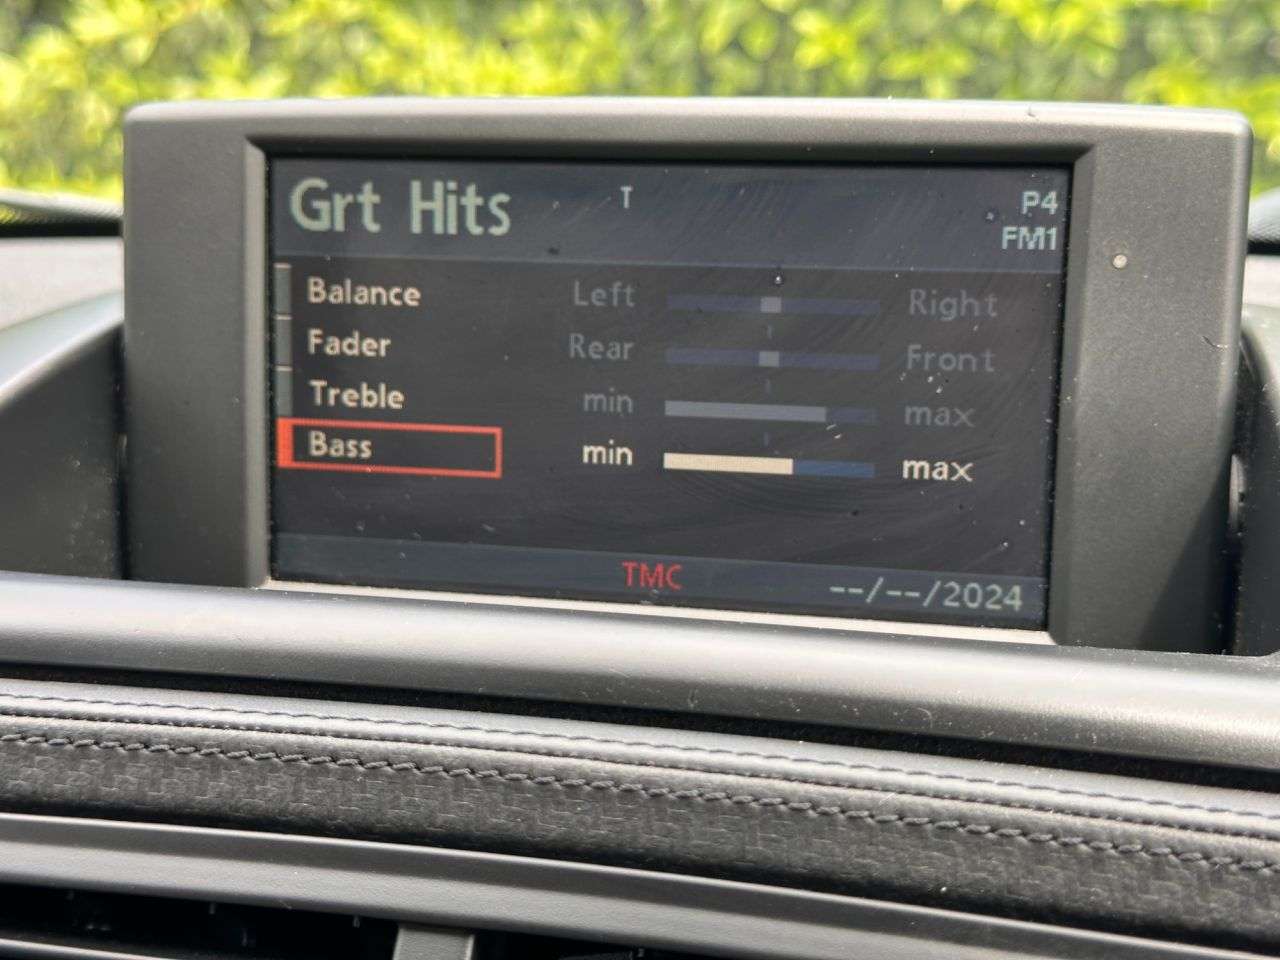 Grt Hits T P4
FM1
Balance Left Right
Fader Rear Front
Treble min max
Bass min max
TMC --/--/2024